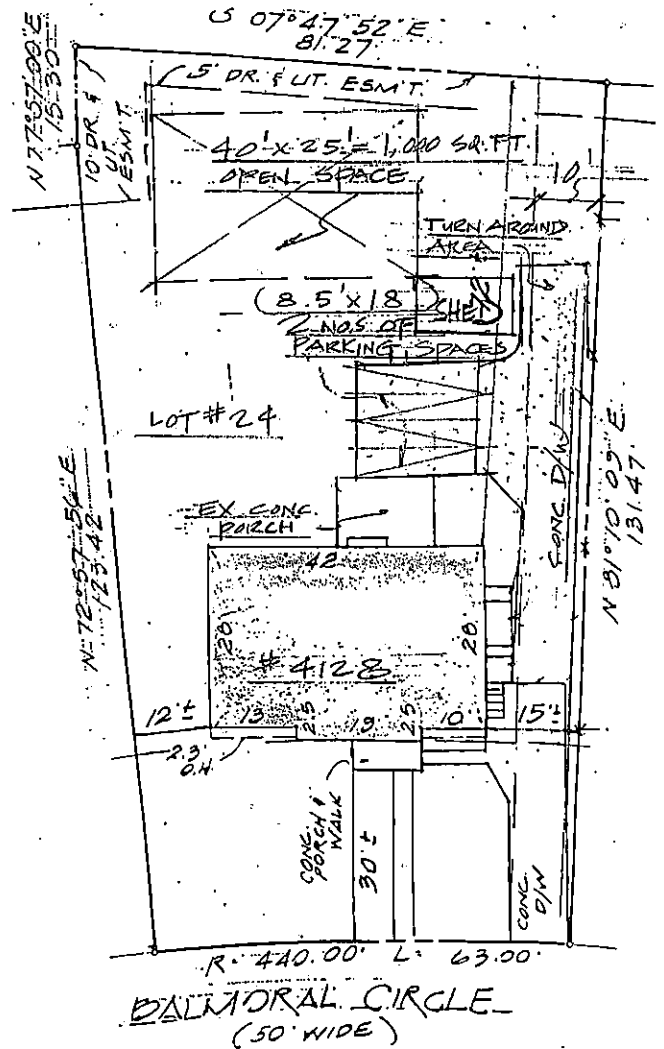 S 07°47'52" E
81.27
N 77°57'00" E
15.30
10' DR. &
UT
ESM'T.
5' DR. & UT. ESM'T.
40' x 25' = 1,000 SQ. FT
OPEN SPACE
10'
TURN AROUND
AREA
(8.5' x 18')
2 NOS OF
PARKING SPACES
SHED
LOT # 24
EX. CONC.
PORCH
CONC. D/W
N 81°10'09" E
131.47
N 72°57'56" E
123.42
42
28
28
# 4128
12'±
13
2.5
19
2.5
10
15'±
2.3'
O.H
CONC.
PORCH &
WALK
30'±
CONC.
D/W
R= 440.00' L= 63.00'
BALMORAL CIRCLE
(50' WIDE)